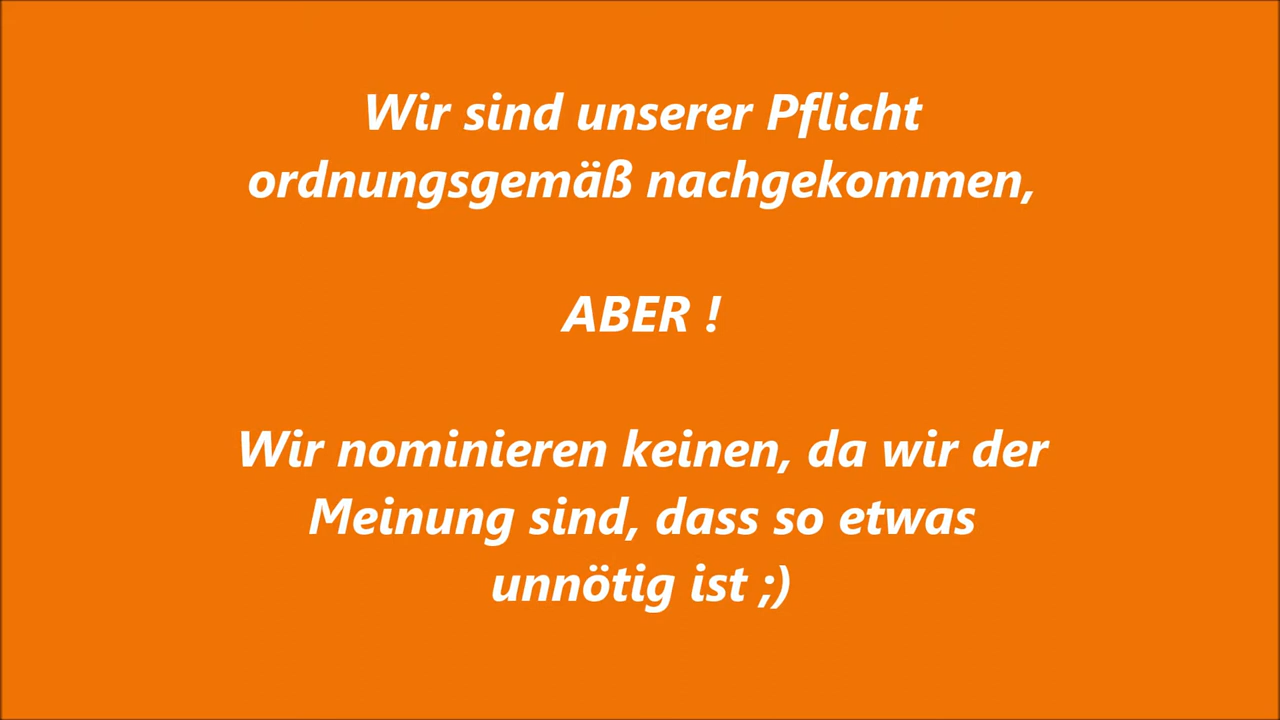 Wir sind unserer Pflicht
ordnungsgemäß nachgekommen,
ABER !
Wir nominieren keinen, da wir der
Meinung sind, dass so etwas
unnötig ist ;)